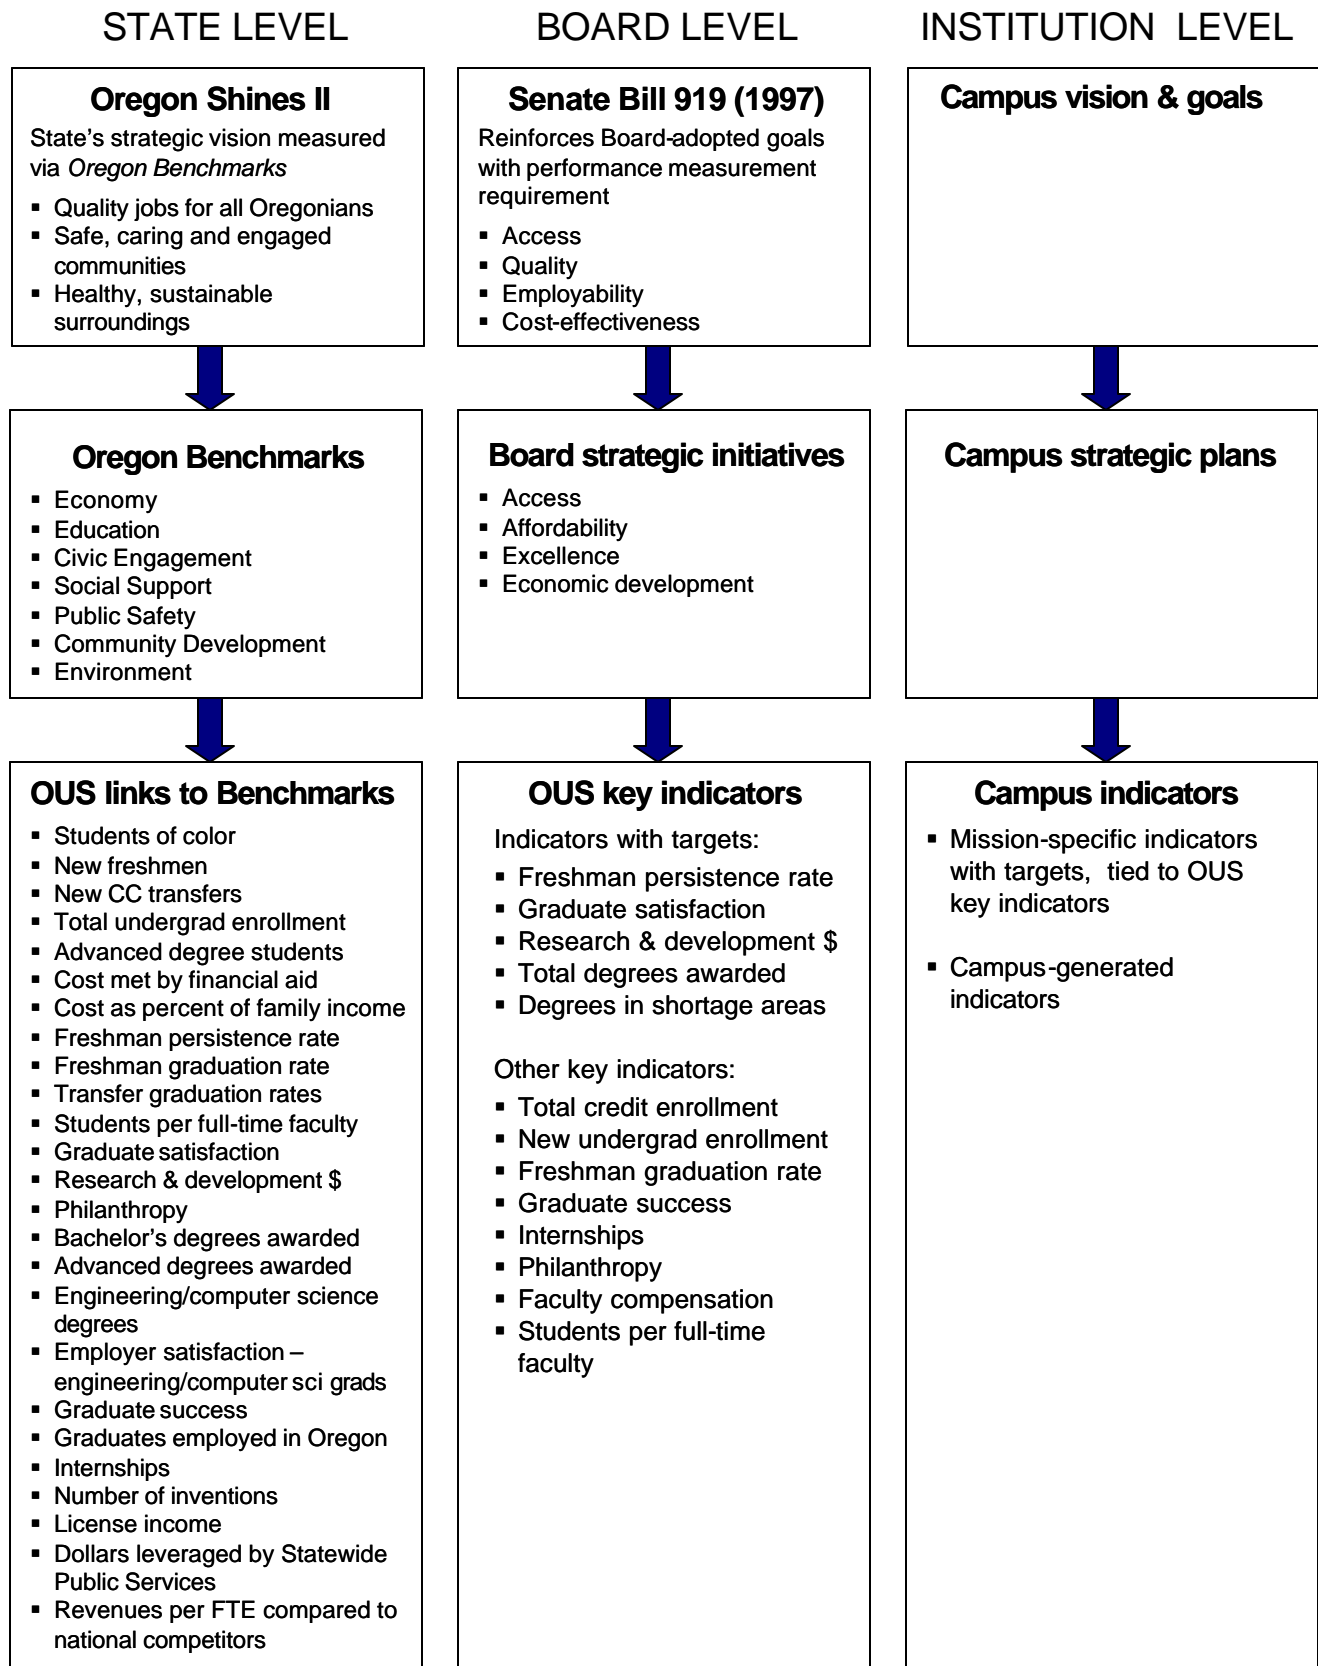 STATE LEVEL
BOARD LEVEL
INSTITUTION LEVEL
Oregon Shines II
State’s strategic vision measured
via Oregon Benchmarks
▪ Quality jobs for all Oregonians
▪ Safe, caring and engaged
communities
▪ Healthy, sustainable
surroundings
Senate Bill 919 (1997)
Reinforces Board-adopted goals
with performance measurement
requirement
▪ Access
▪ Quality
▪ Employability
▪ Cost-effectiveness
Campus vision & goals
Oregon Benchmarks
▪ Economy
▪ Education
▪ Civic Engagement
▪ Social Support
▪ Public Safety
▪ Community Development
▪ Environment
Board strategic initiatives
▪ Access
▪ Affordability
▪ Excellence
▪ Economic development
Campus strategic plans
OUS links to Benchmarks
▪ Students of color
▪ New freshmen
▪ New CC transfers
▪ Total undergrad enrollment
▪ Advanced degree students
▪ Cost met by financial aid
▪ Cost as percent of family income
▪ Freshman persistence rate
▪ Freshman graduation rate
▪ Transfer graduation rates
▪ Students per full-time faculty
▪ Graduate satisfaction
▪ Research & development $
▪ Philanthropy
▪ Bachelor’s degrees awarded
▪ Advanced degrees awarded
▪ Engineering/computer science
degrees
▪ Employer satisfaction –
engineering/computer sci grads
▪ Graduate success
▪ Graduates employed in Oregon
▪ Internships
▪ Number of inventions
▪ License income
▪ Dollars leveraged by Statewide
Public Services
▪ Revenues per FTE compared to
national competitors
OUS key indicators
Indicators with targets:
▪ Freshman persistence rate
▪ Graduate satisfaction
▪ Research & development $
▪ Total degrees awarded
▪ Degrees in shortage areas
Other key indicators:
▪ Total credit enrollment
▪ New undergrad enrollment
▪ Freshman graduation rate
▪ Graduate success
▪ Internships
▪ Philanthropy
▪ Faculty compensation
▪ Students per full-time
faculty
Campus indicators
▪ Mission-specific indicators
with targets, tied to OUS
key indicators
▪ Campus-generated
indicators